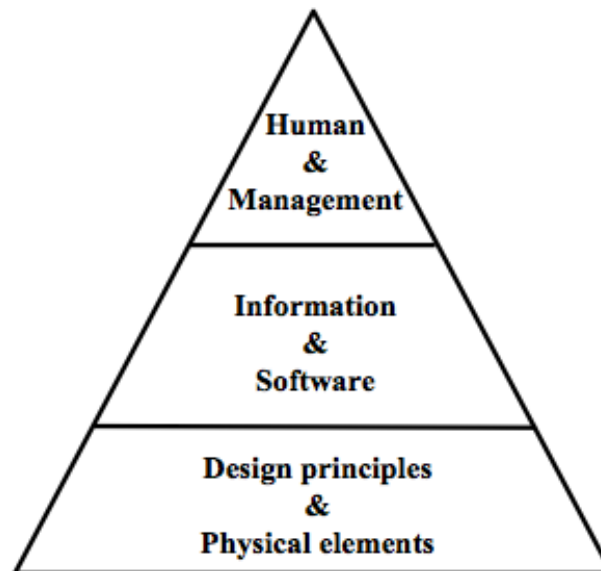 Human
&
Management
Information
&
Software
Design principles
&
Physical elements